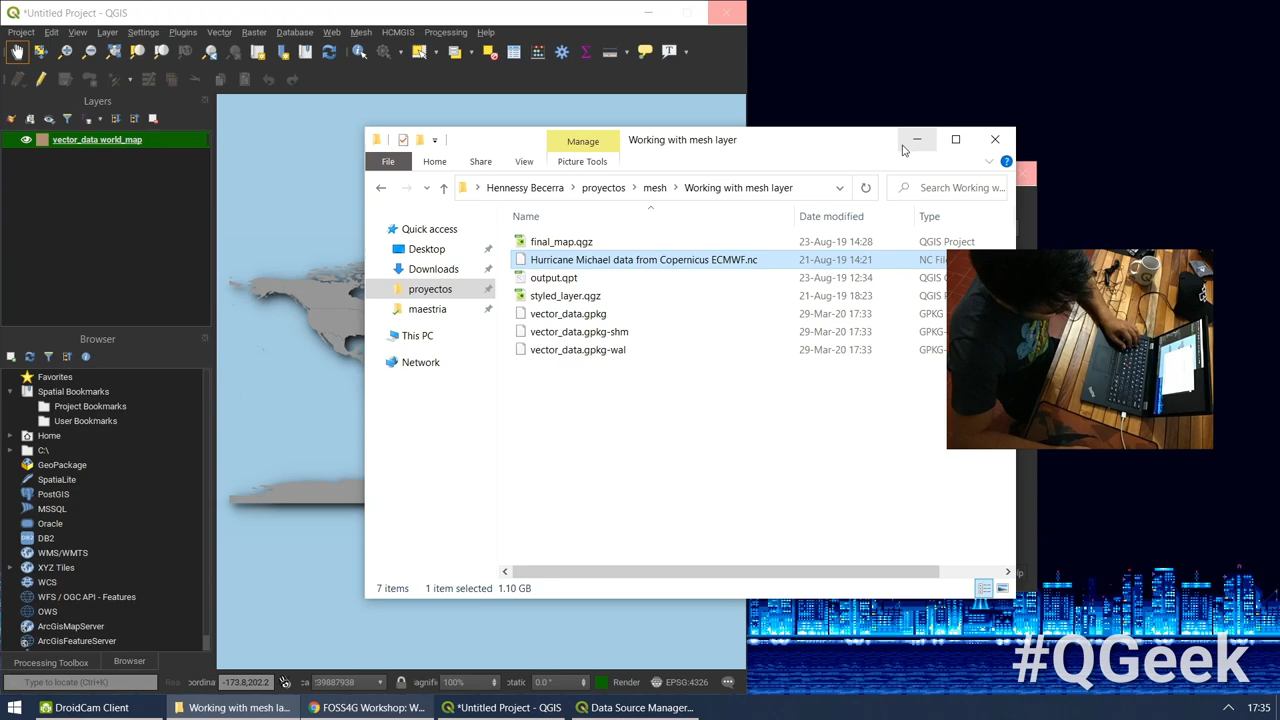 *Untitled Project - QGIS
Project Edit View Layer Settings Plugins Vector Raster Database Web Mesh HCMGIS Processing Help
Layers
vector_data world_map
Browser
Favorites
Spatial Bookmarks
Project Bookmarks
User Bookmarks
Home
C:\
GeoPackage
SpatiaLite
PostGIS
MSSQL
Oracle
DB2
WMS/WMTS
XYZ Tiles
WCS
WFS / OGC API - Features
OWS
ArcGisMapServer
ArcGisFeatureServer
Processing Toolbox Browser
Type to locate (Ctrl+K) ordina -173.8,202.2 :39887938 agnifi 100% 0.0 ° Render EPSG:4326
Manage Working with mesh layer
File Home Share View Picture Tools
Hennessy Becerra proyectos mesh Working with mesh layer Search Working w...
Quick access
Desktop
Downloads
proyectos
maestria
This PC
Network
Name Date modified Type
final_map.qgz 23-Aug-19 14:28 QGIS Project
Hurricane Michael data from Copernicus ECMWF.nc 21-Aug-19 14:21 NC Fil
output.qpt 23-Aug-19 12:34
styled_layer.qgz 21-Aug-19 18:23 QGIS P
vector_data.gpkg 29-Mar-20 17:33 GPKG
vector_data.gpkg-shm 29-Mar-20 17:33 GPKG-
vector_data.gpkg-wal 29-Mar-20 17:33 GPKG-
7 items 1 item selected 1.10 GB
#QGeek
DroidCam Client Working with mesh la... FOSS4G Workshop: W... *Untitled Project - QGIS Data Source Manager... 17:35